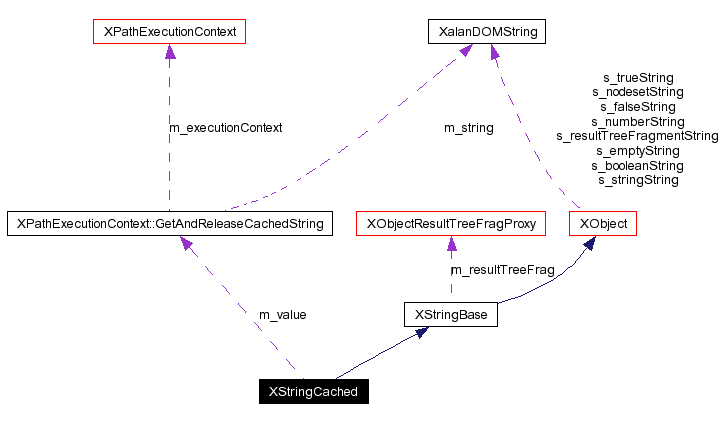 XPathExecutionContext
XalanDOMString
s_trueString
s_nodesetString
s_falseString
s_numberString
s_resultTreeFragmentString
s_emptyString
s_booleanString
s_stringString
m_executionContext
m_string
XPathExecutionContext::GetAndReleaseCachedString
XObjectResultTreeFragProxy
XObject
m_resultTreeFrag
m_value
XStringBase
XStringCached